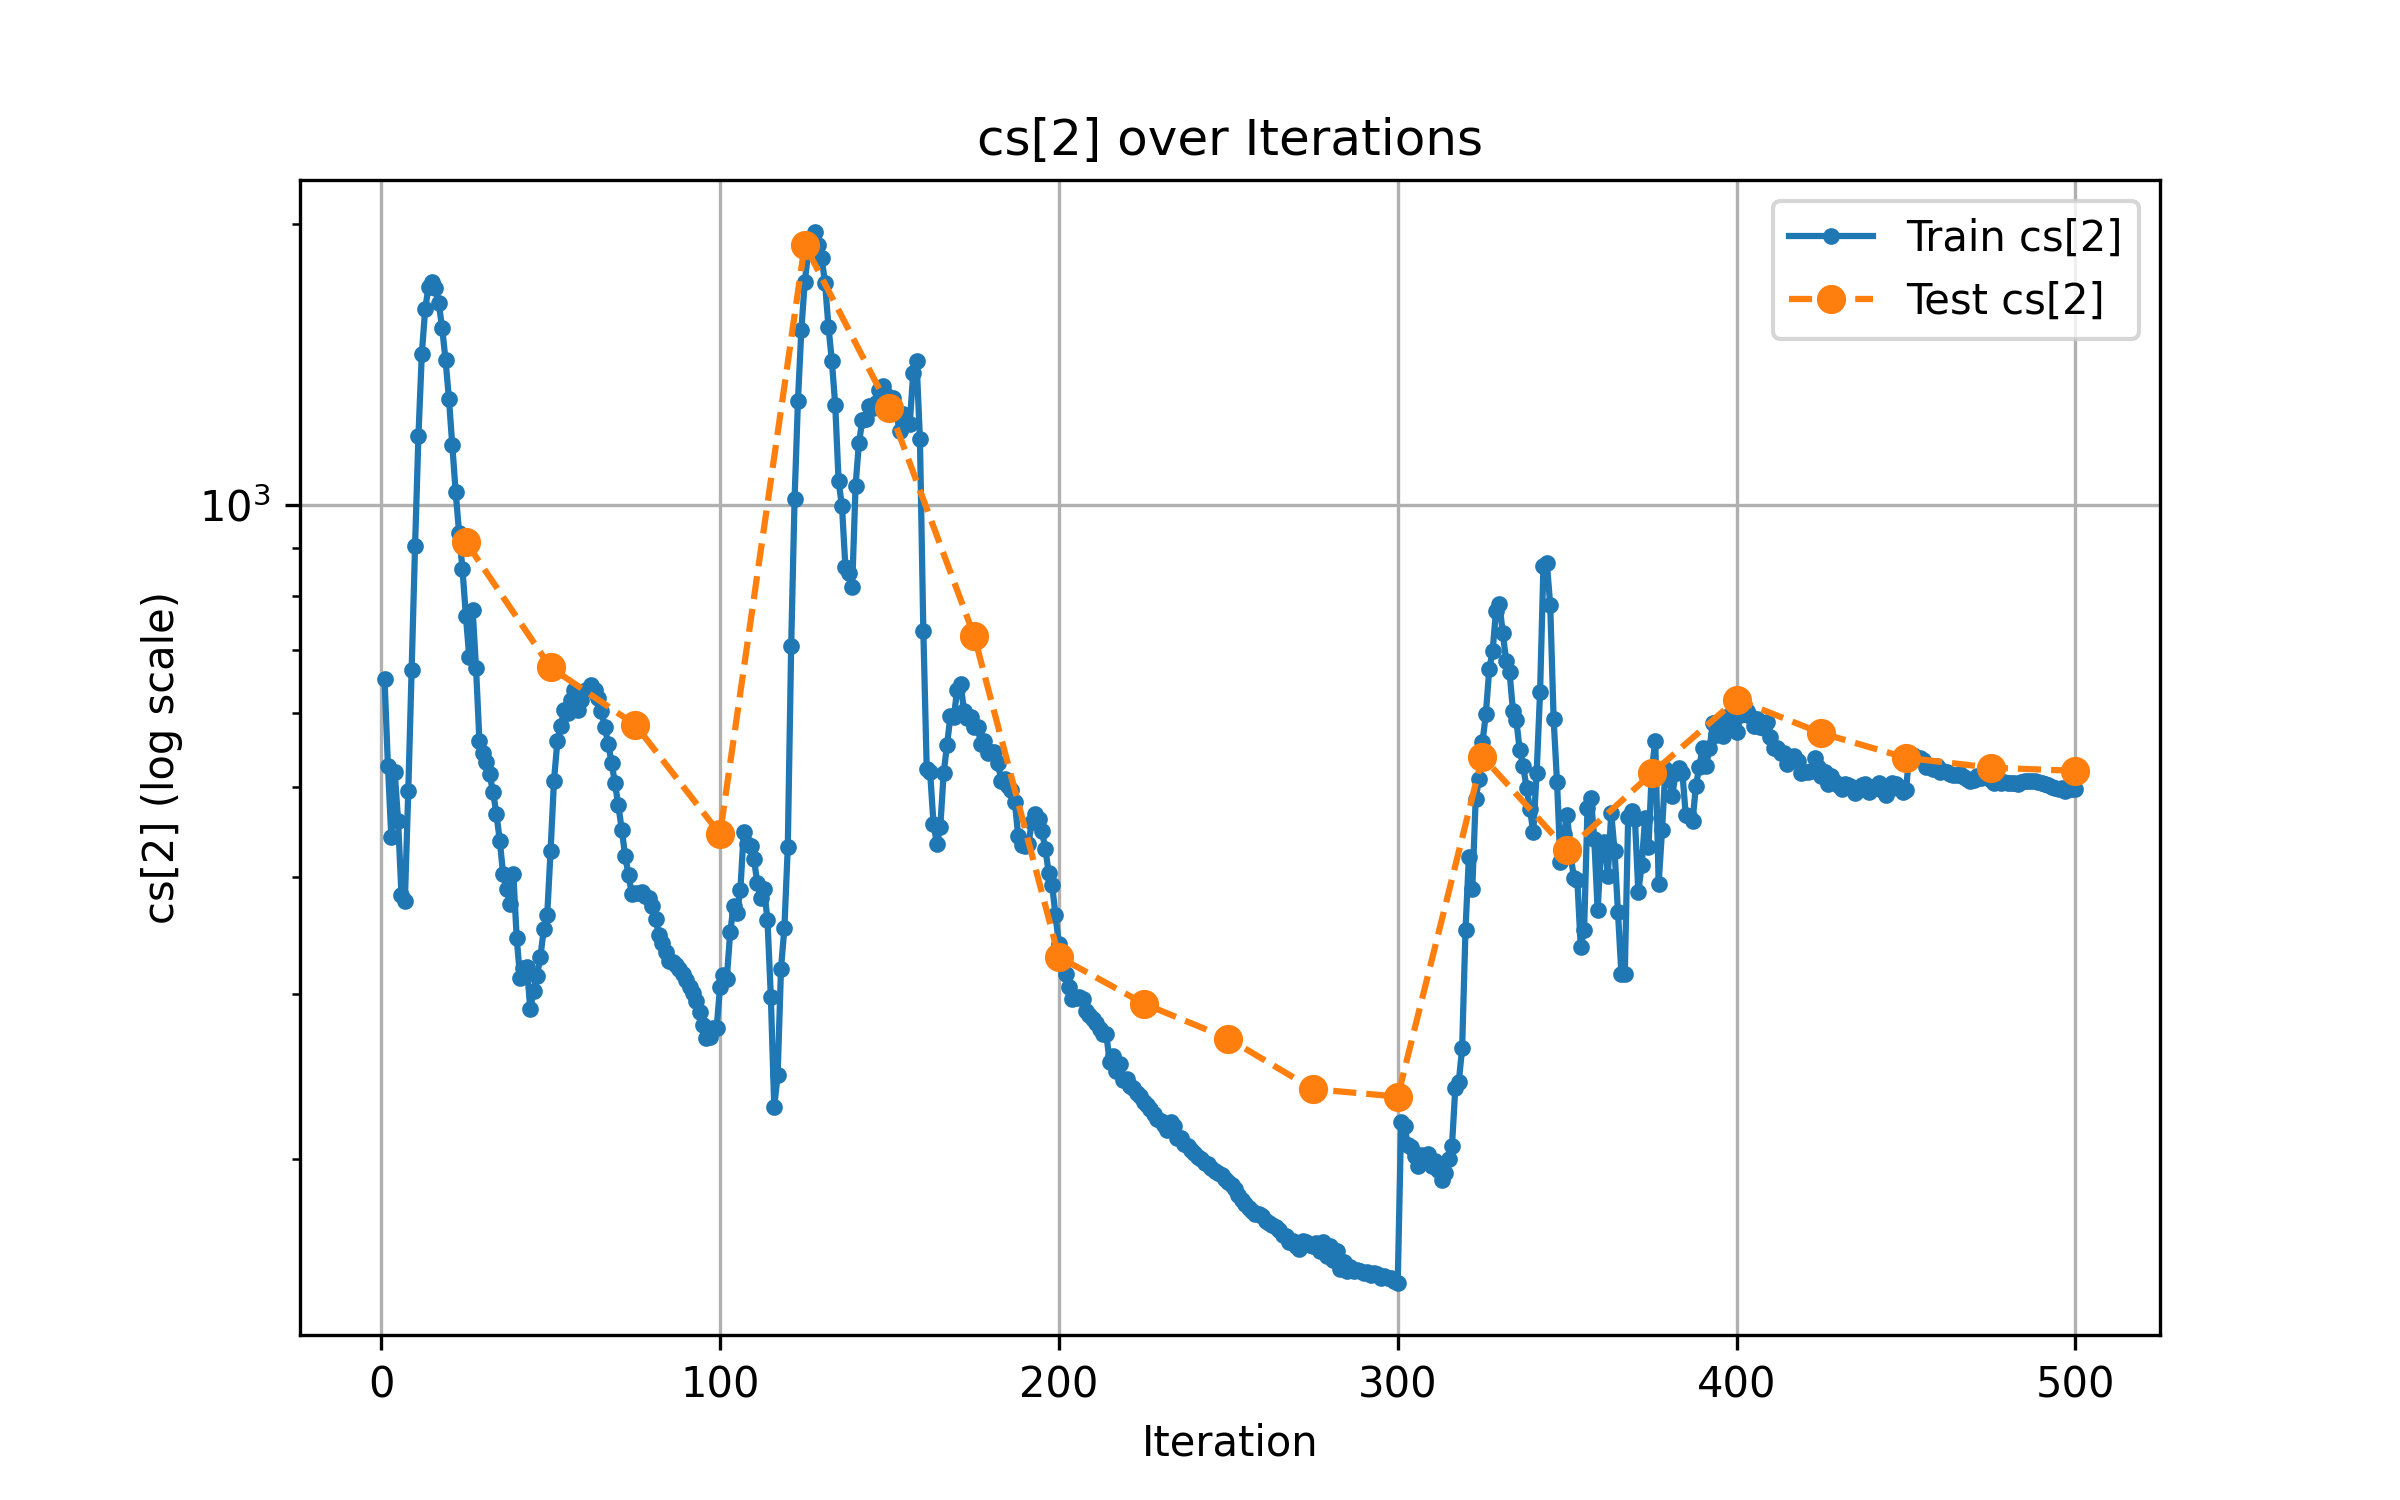 cs[2] over Iterations
Train cs[2]
Test cs[2]
10³
cs[2] (log scale)
0 100 200 300 400 500
Iteration